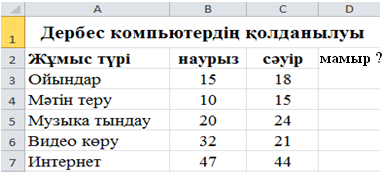 A B C D
1 Дербес компьютердің қолданылуы
2 Жұмыс түрі наурыз сәуір мамыр ?
3 Ойындар 15 18
4 Мәтін теру 10 15
5 Музыка тыңдау 20 24
6 Видео көру 32 21
7 Интернет 47 44